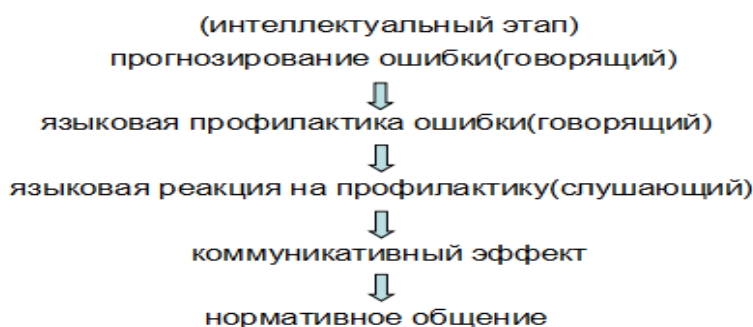 (интеллектуальный этап)
прогнозирование ошибки(говорящий)
языковая профилактика ошибки(говорящий)
языковая реакция на профилактику(слушающий)
коммуникативный эффект
нормативное общение